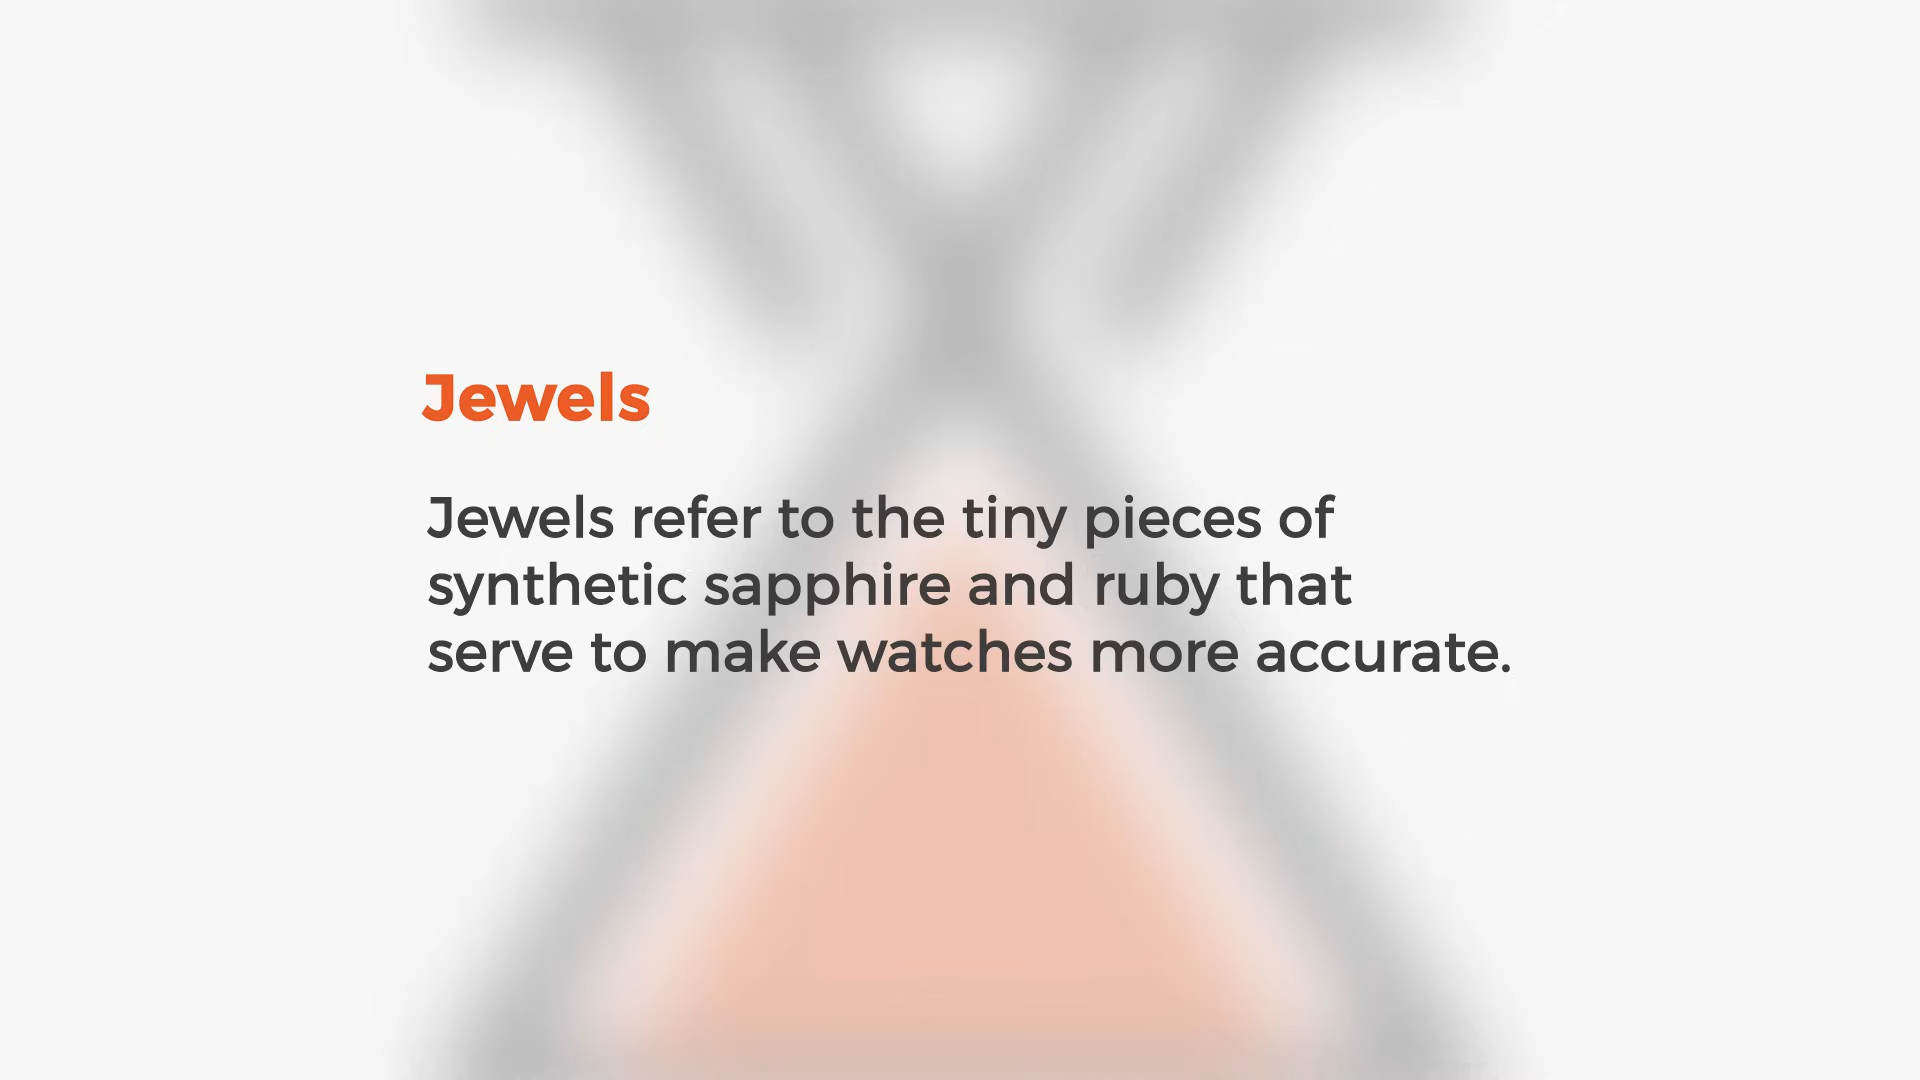 Jewels
Jewels refer to the tiny pieces of
synthetic sapphire and ruby that
serve to make watches more accurate.